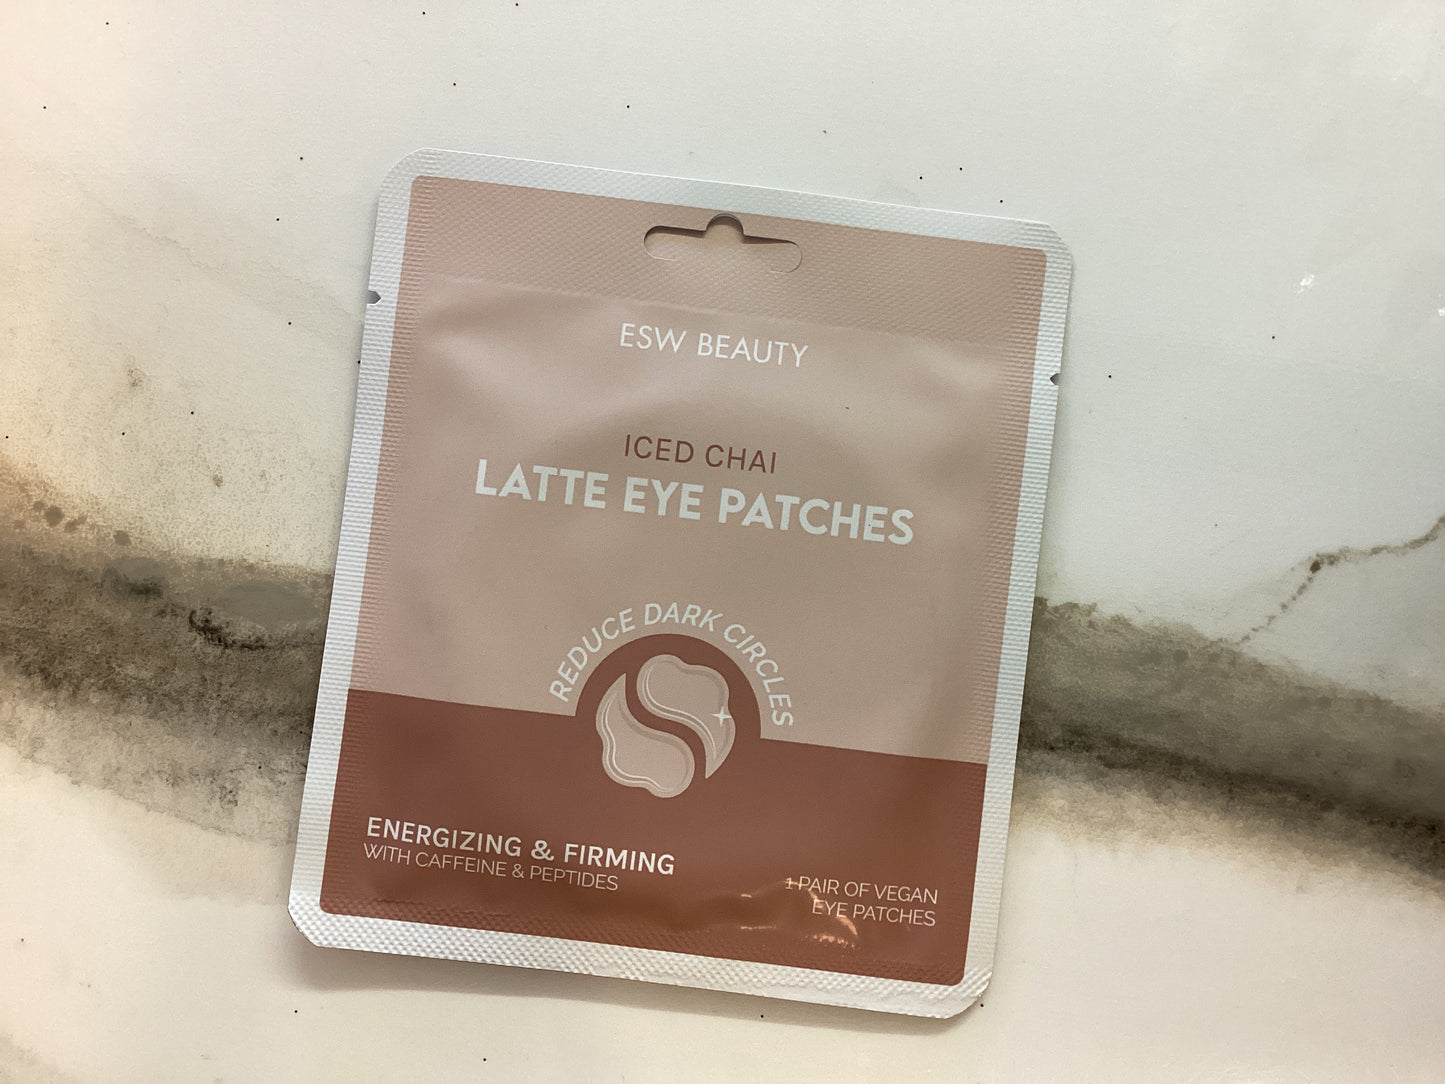 ESW BEAUTY
ICED CHAI
LATTE EYE PATCHES
REDUCE DARK CIRCLES
ENERGIZING & FIRMING
WITH CAFFEINE & PEPTIDES
1 PAIR OF VEGAN
EYE PATCHES